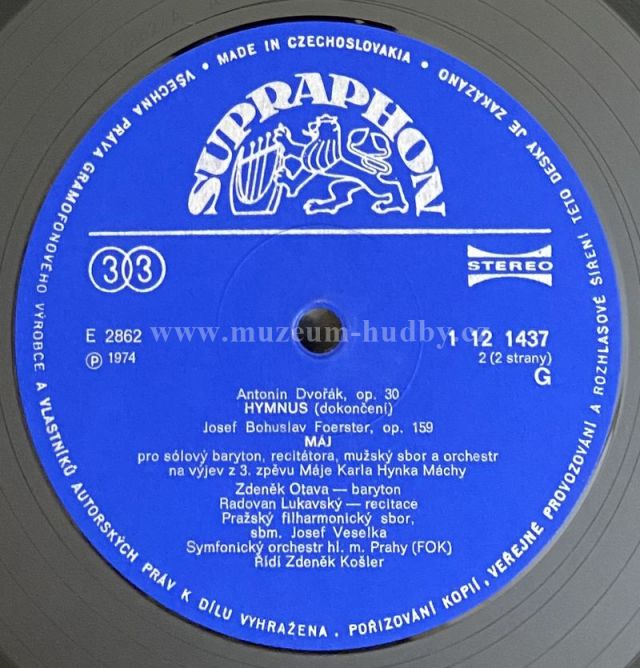 SUPRAPHON
33
STEREO
E 2862
℗ 1974
1 12 1437
2 (2 strany)
G
www.muzeum-hudby.cz
Antonín Dvořák, op. 30
HYMNUS (dokončení)
Josef Bohuslav Foerster, op. 159
MÁJ
pro sólový baryton, recitátora, mužský sbor a orchestr
na výjev z 3. zpěvu Máje Karla Hynka Máchy
Zdeněk Otava — baryton
Radovan Lukavský — recitace
Pražský filharmonický sbor,
sbm. Josef Veselka
Symfonický orchestr hl. m. Prahy (FOK)
Řídí Zdeněk Košler
MADE IN CZECHOSLOVAKIA • VŠECHNA PRÁVA GRAMOFONOVÉHO VÝROBCE A VLASTNÍKŮ AUTORSKÝCH PRÁV K DÍLU VYHRAŽENA. POŘIZOVÁNÍ KOPIÍ, VEŘEJNÉ PROVOZOVÁNÍ A ROZHLASOVÉ ŠÍŘENÍ TÉTO DESKY JE ZAKÁZÁNO •